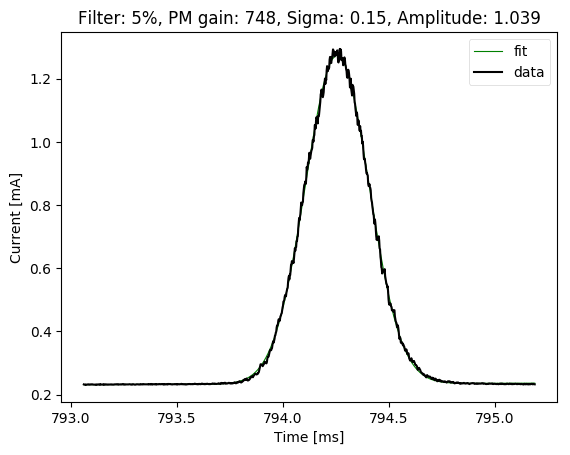 Filter: 5%, PM gain: 748, Sigma: 0.15, Amplitude: 1.039
fit
data
1.2
1.0
0.8
0.6
0.4
0.2
Current [mA]
793.0 793.5 794.0 794.5 795.0
Time [ms]